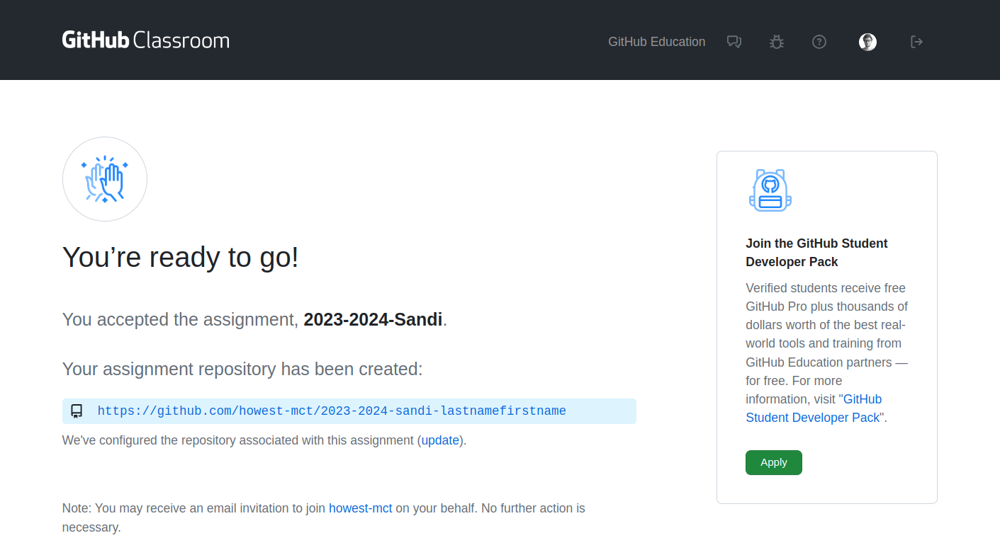 GitHub Classroom
GitHub Education
You’re ready to go!
You accepted the assignment, 2023-2024-Sandi.
Your assignment repository has been created:
https://github.com/howest-mct/2023-2024-sandi-lastnamefirstname
We've configured the repository associated with this assignment (update).
Note: You may receive an email invitation to join howest-mct on your behalf. No further action is
necessary.
Join the GitHub Student
Developer Pack
Verified students receive free
GitHub Pro plus thousands of
dollars worth of the best real-
world tools and training from
GitHub Education partners —
for free. For more
information, visit "GitHub
Student Developer Pack".
Apply